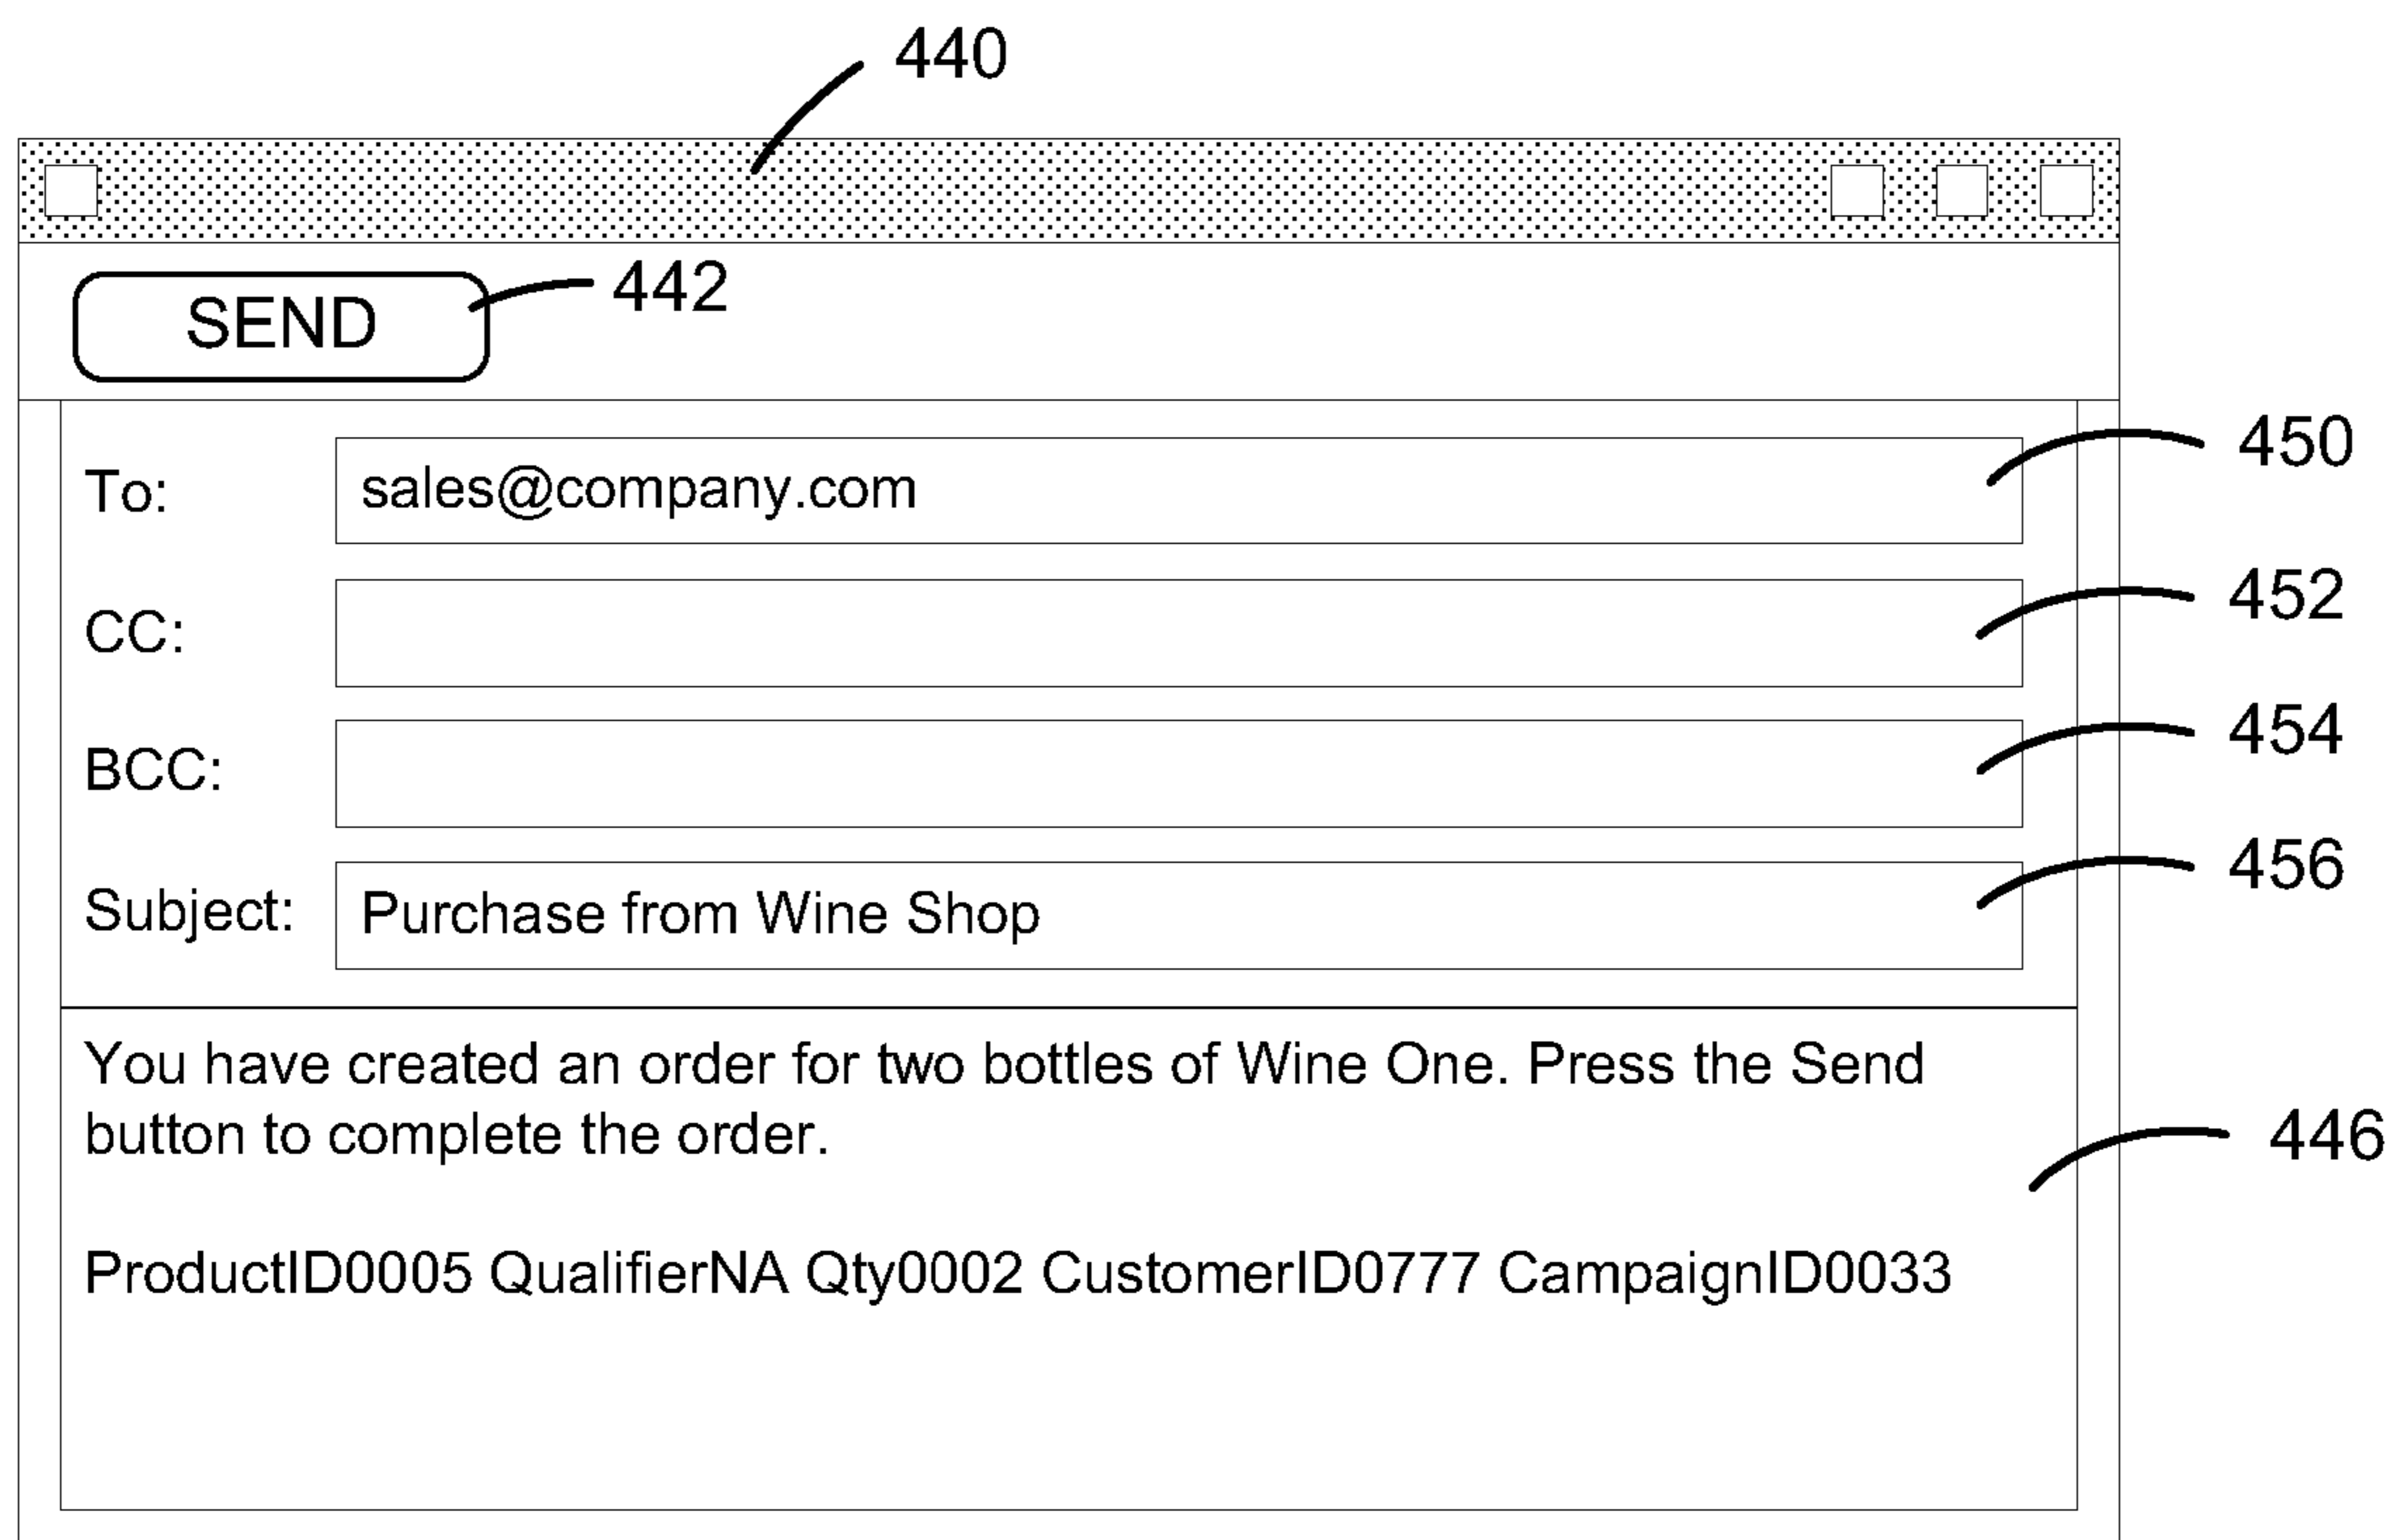 440
SEND
442
To:
sales@company.com
450
CC:
452
BCC:
454
Subject:
Purchase from Wine Shop
456
You have created an order for two bottles of Wine One. Press the Send
button to complete the order.
446
ProductID0005 QualifierNA Qty0002 CustomerID0777 CampaignID0033